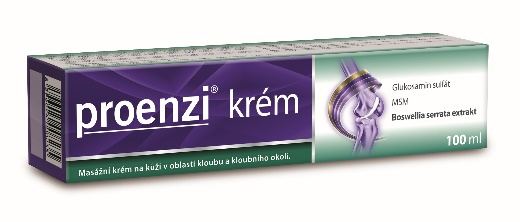 proenzi® krém
Masážní krém na kůži v oblasti kloubu a kloubního okolí.
Glukosamin sulfát
MSM
Boswellia serrata extrakt
100 ml